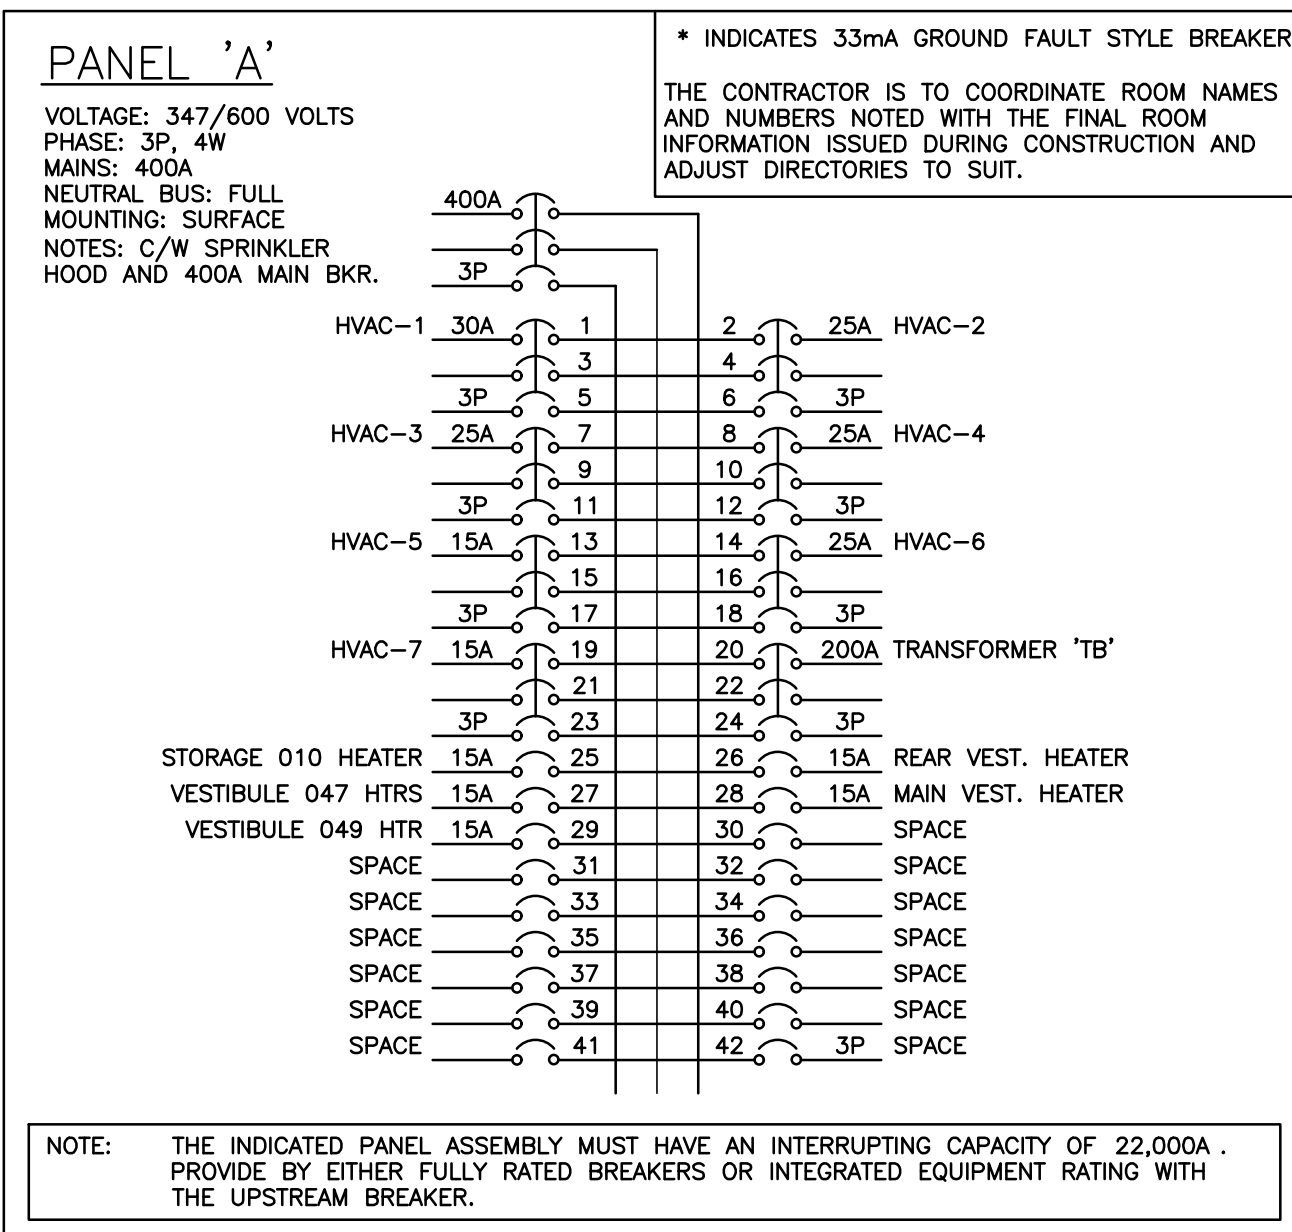 PANEL 'A'
VOLTAGE: 347/600 VOLTS
PHASE: 3P, 4W
MAINS: 400A
NEUTRAL BUS: FULL
MOUNTING: SURFACE
NOTES: C/W SPRINKLER
HOOD AND 400A MAIN BKR.
* INDICATES 33mA GROUND FAULT STYLE BREAKER
THE CONTRACTOR IS TO COORDINATE ROOM NAMES
AND NUMBERS NOTED WITH THE FINAL ROOM
INFORMATION ISSUED DURING CONSTRUCTION AND
ADJUST DIRECTORIES TO SUIT.
400A
3P
HVAC-1 30A 1 2 25A HVAC-2
3 4
3P 5 6 3P
HVAC-3 25A 7 8 25A HVAC-4
9 10
3P 11 12 3P
HVAC-5 15A 13 14 25A HVAC-6
15 16
3P 17 18 3P
HVAC-7 15A 19 20 200A TRANSFORMER 'TB'
21 22
3P 23 24 3P
STORAGE 010 HEATER 15A 25 26 15A REAR VEST. HEATER
VESTIBULE 047 HTRS 15A 27 28 15A MAIN VEST. HEATER
VESTIBULE 049 HTR 15A 29 30 SPACE
SPACE 31 32 SPACE
SPACE 33 34 SPACE
SPACE 35 36 SPACE
SPACE 37 38 SPACE
SPACE 39 40 SPACE
SPACE 41 42 3P SPACE
NOTE: THE INDICATED PANEL ASSEMBLY MUST HAVE AN INTERRUPTING CAPACITY OF 22,000A .
PROVIDE BY EITHER FULLY RATED BREAKERS OR INTEGRATED EQUIPMENT RATING WITH
THE UPSTREAM BREAKER.